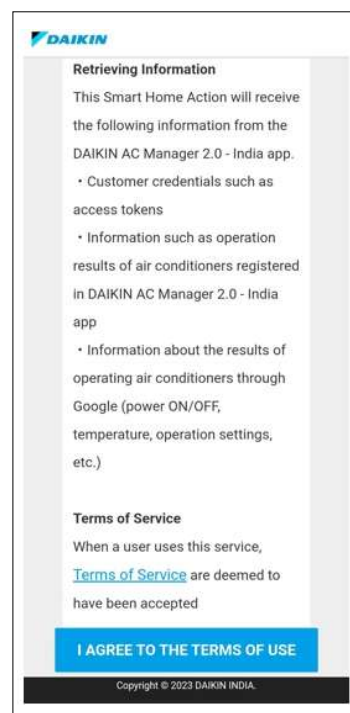 DAIKIN
Retrieving Information
This Smart Home Action will receive
the following information from the
DAIKIN AC Manager 2.0 - India app.
・Customer credentials such as
access tokens
・Information such as operation
results of air conditioners registered
in DAIKIN AC Manager 2.0 - India
app
・Information about the results of
operating air conditioners through
Google (power ON/OFF,
temperature, operation settings,
etc.)
Terms of Service
When a user uses this service,
Terms of Service are deemed to
have been accepted
I AGREE TO THE TERMS OF USE
Copyright © 2023 DAIKIN INDIA.